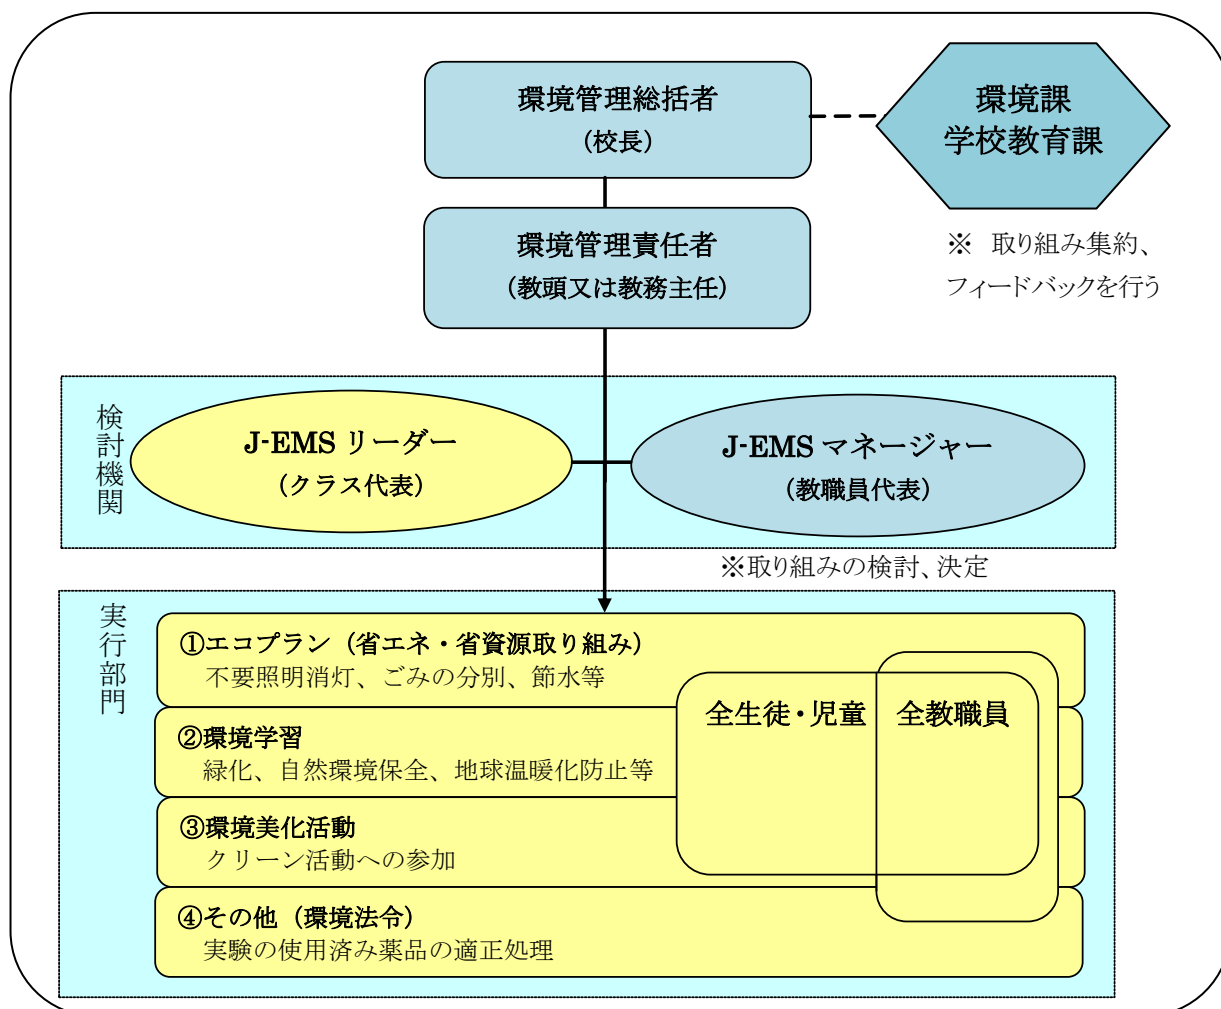 環境管理総括者
（校長）
環境課
学校教育課
環境管理責任者
（教頭又は教務主任）
※　取り組み集約、
フィードバックを行う
検討機関
J-EMS リーダー
（クラス代表）
J-EMS マネージャー
（教職員代表）
※取り組みの検討、決定
実行部門
①エコプラン（省エネ・省資源取り組み）
不要照明消灯、ごみの分別、節水等
全生徒・児童
全教職員
②環境学習
緑化、自然環境保全、地球温暖化防止等
③環境美化活動
クリーン活動への参加
④その他（環境法令）
実験の使用済み薬品の適正処理